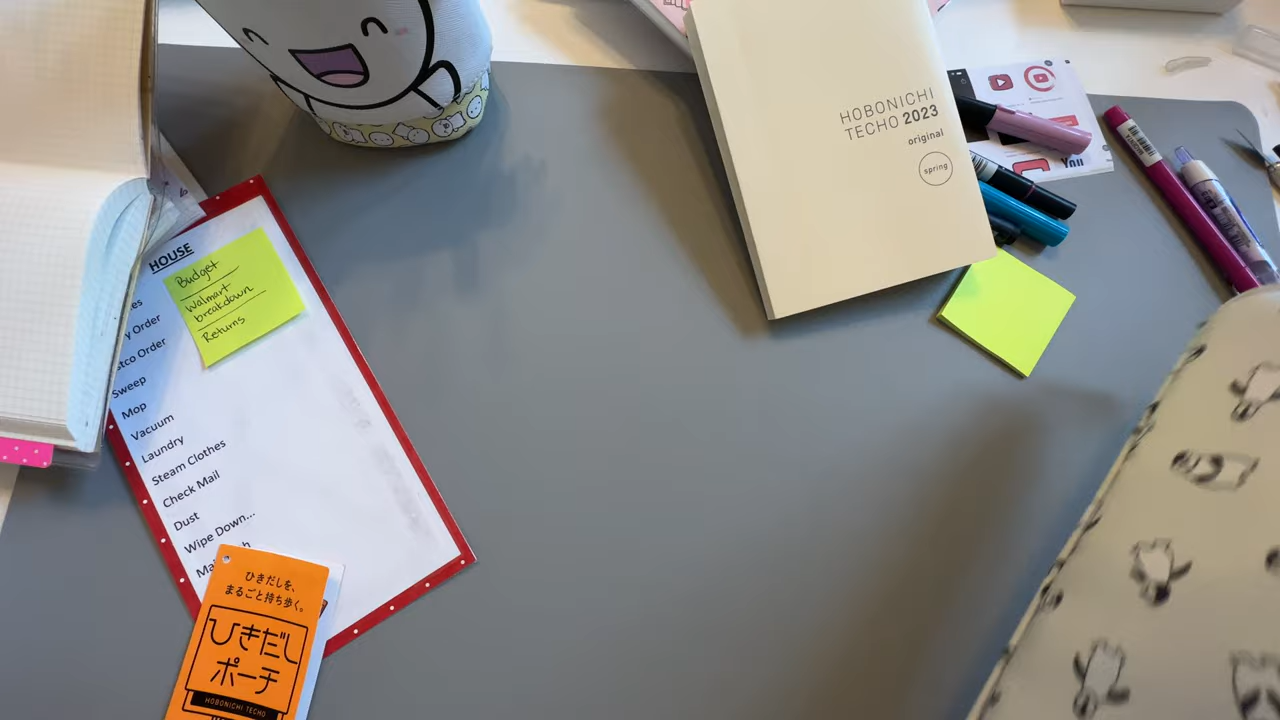 HOUSE
Budget
Walmart
breakdown
Returns
Order
Order
Sweep
Mop
Vacuum
Laundry
Steam Clothes
Check Mail
Dust
Wipe Down...
ひきだしを、
まるごと持ち歩く。
ひきだし
ポーチ
HOBONICHI TECHO
HOBONICHI
TECHO 2023
original
spring
You